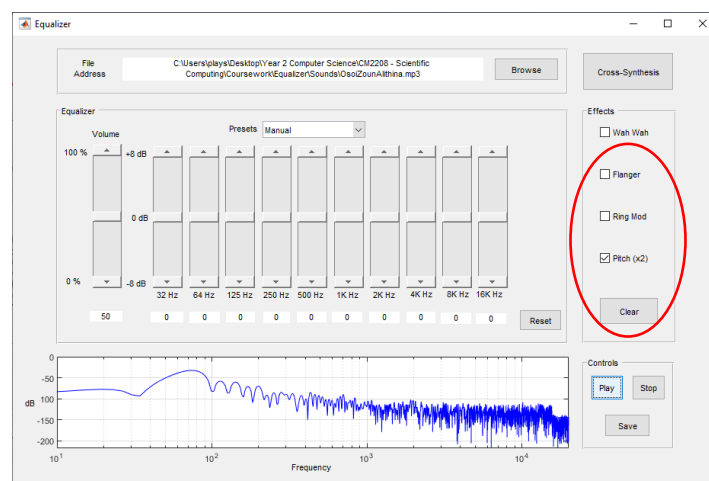 Equalizer
File
Address
C:\Users\plays\Desktop\Year 2 Computer Science\CM2208 - Scientific
Computing\Coursework\Equalizer\Sounds\OsoiZounAlithina.mp3
Browse
Cross-Synthesis
Equalizer
Volume
Presets Manual
100 %
0 %
50
+8 dB
0 dB
-8 dB
32 Hz 64 Hz 125 Hz 250 Hz 500 Hz 1K Hz 2K Hz 4K Hz 8K Hz 16K Hz
0 0 0 0 0 0 0 0 0 0
Reset
Effects
Wah Wah
Flanger
Ring Mod
Pitch (x2)
Clear
0
-50
dB 100
-150
-200
10^1 10^2 10^3 10^4
Frequency
Controls
Play Stop
Save